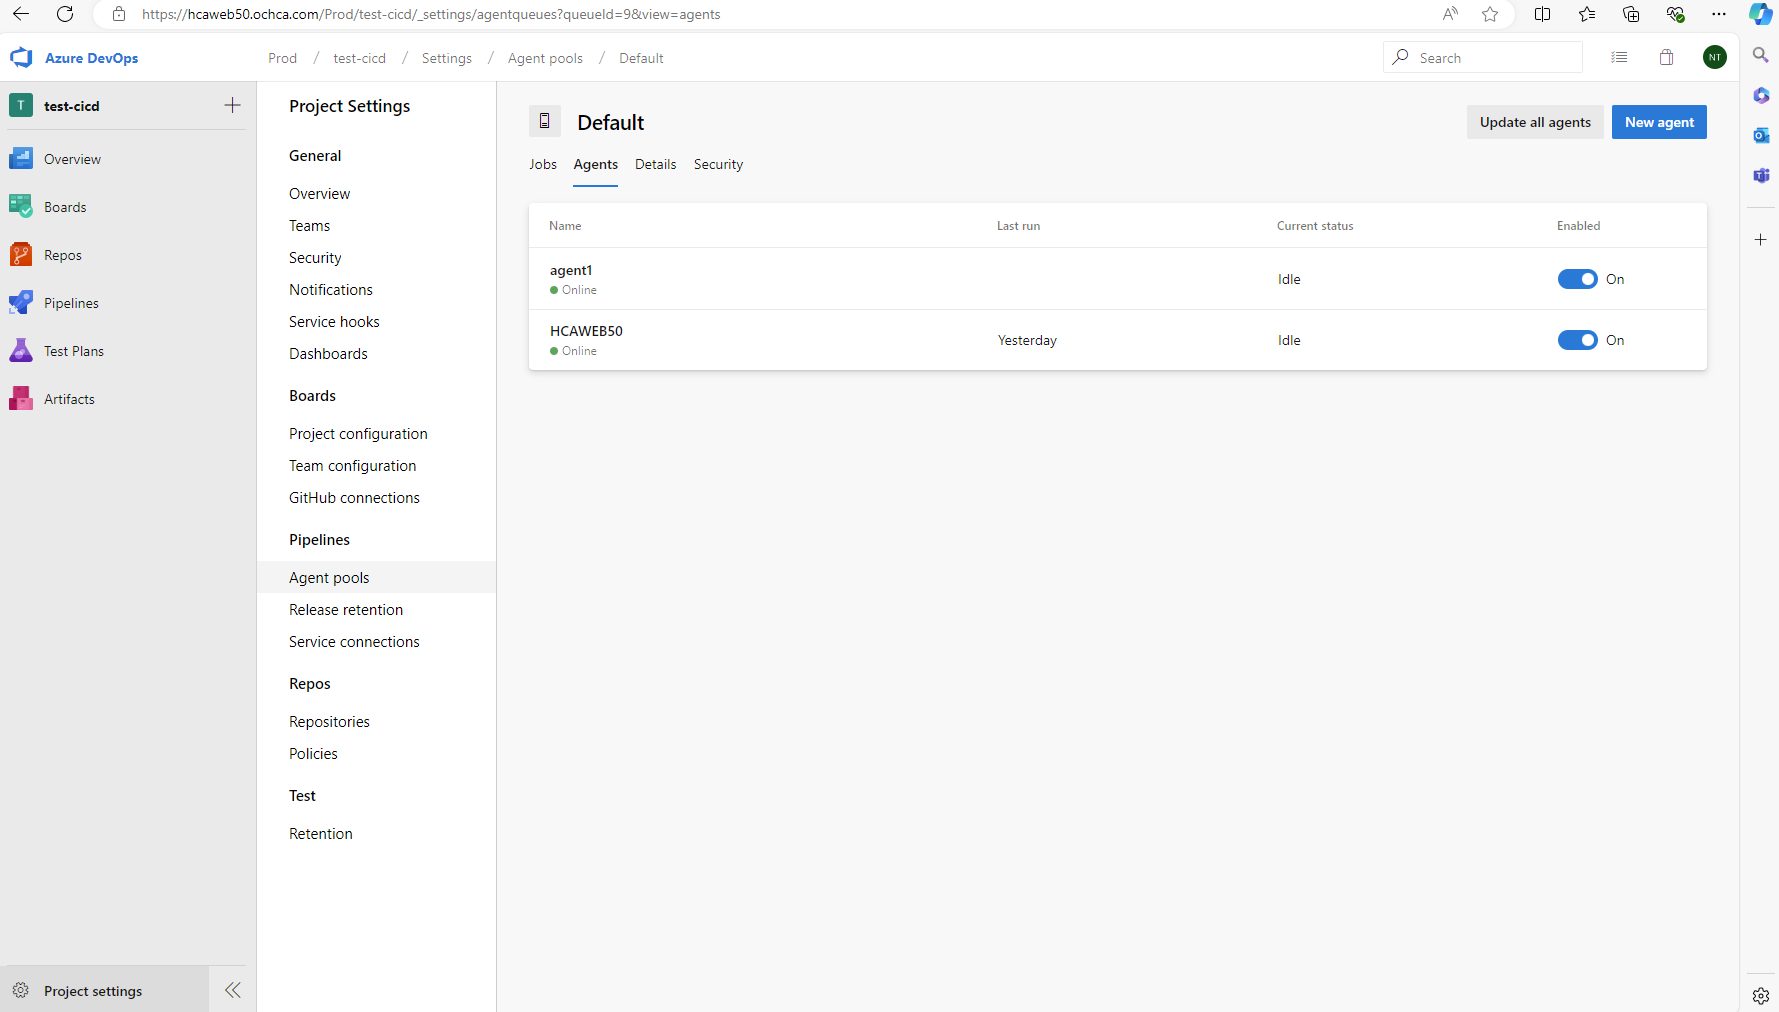 https://hcaweb50.ochca.com/Prod/test-cicd/_settings/agentqueues?queueId=9&view=agents
Azure DevOps
Prod / test-cicd / Settings / Agent pools / Default
Search
NT
T test-cicd
Overview
Boards
Repos
Pipelines
Test Plans
Artifacts
Project settings
Project Settings
General
Overview
Teams
Security
Notifications
Service hooks
Dashboards
Boards
Project configuration
Team configuration
GitHub connections
Pipelines
Agent pools
Release retention
Service connections
Repos
Repositories
Policies
Test
Retention
Default
Update all agents New agent
Jobs Agents Details Security
Name Last run Current status Enabled
agent1 Idle On
Online
HCAWEB50 Yesterday Idle On
Online